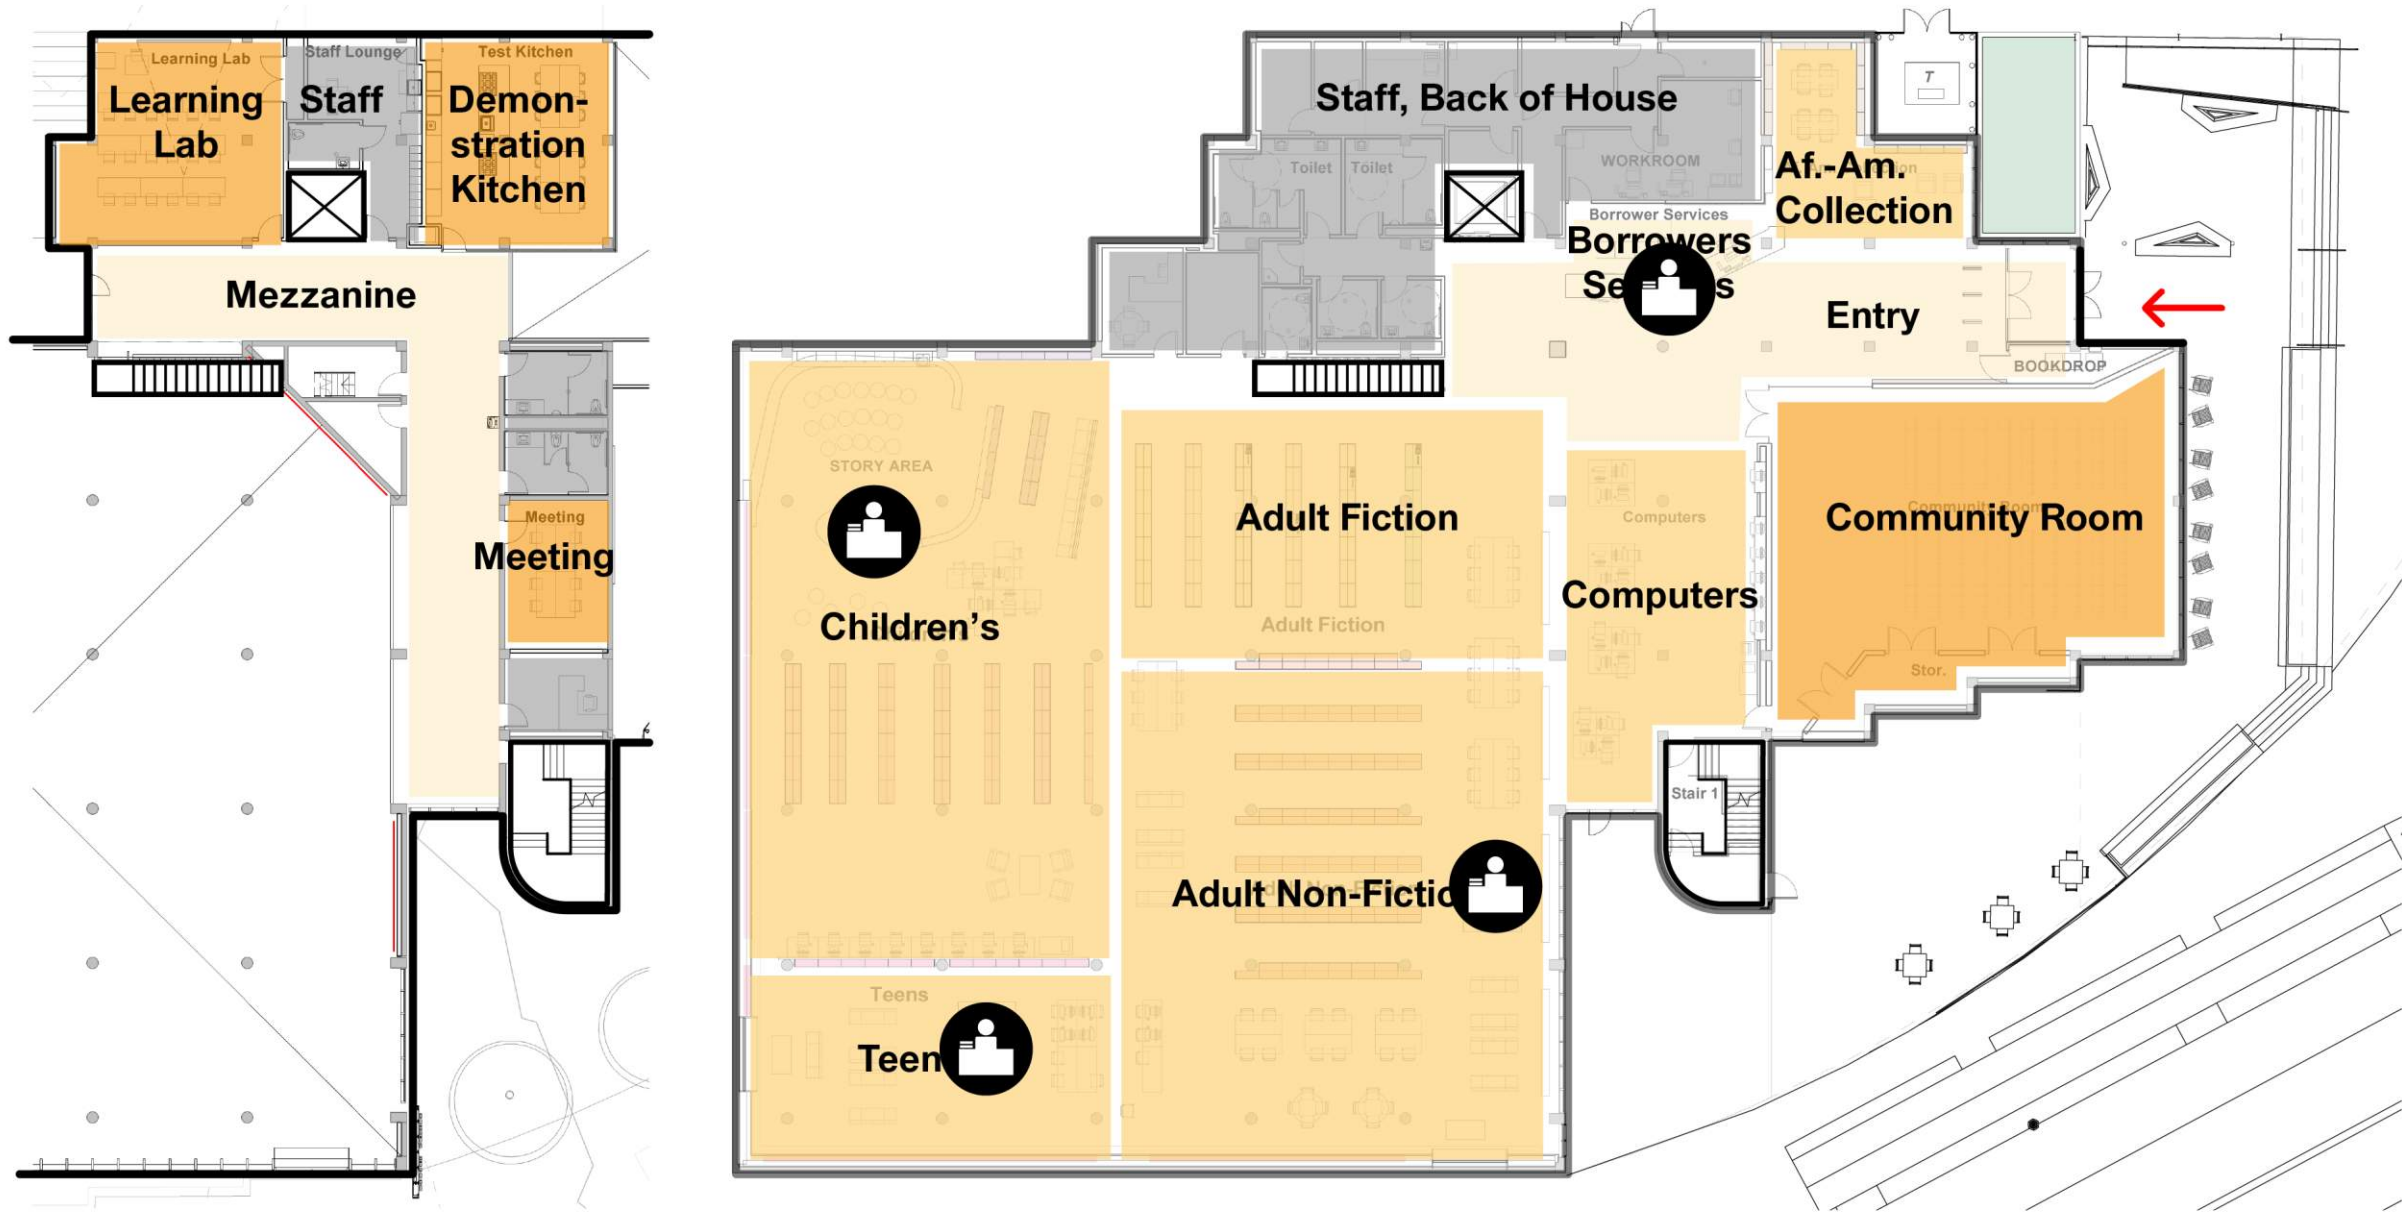 Learning Lab
Learning
Lab
Staff Lounge
Staff
Test Kitchen
Demon-
stration
Kitchen
Mezzanine
Meeting
Meeting
Staff, Back of House
Toilet
Toilet
WORKROOM
T
Af.-Am.
Collection
Borrower Services
Borrowers
Entry
BOOKDROP
STORY AREA
Children's
Adult Fiction
Adult Fiction
Computers
Computers
Community Room
Community Room
Stor.
Stair 1
Adult Non-Fictio
Teens
Teen